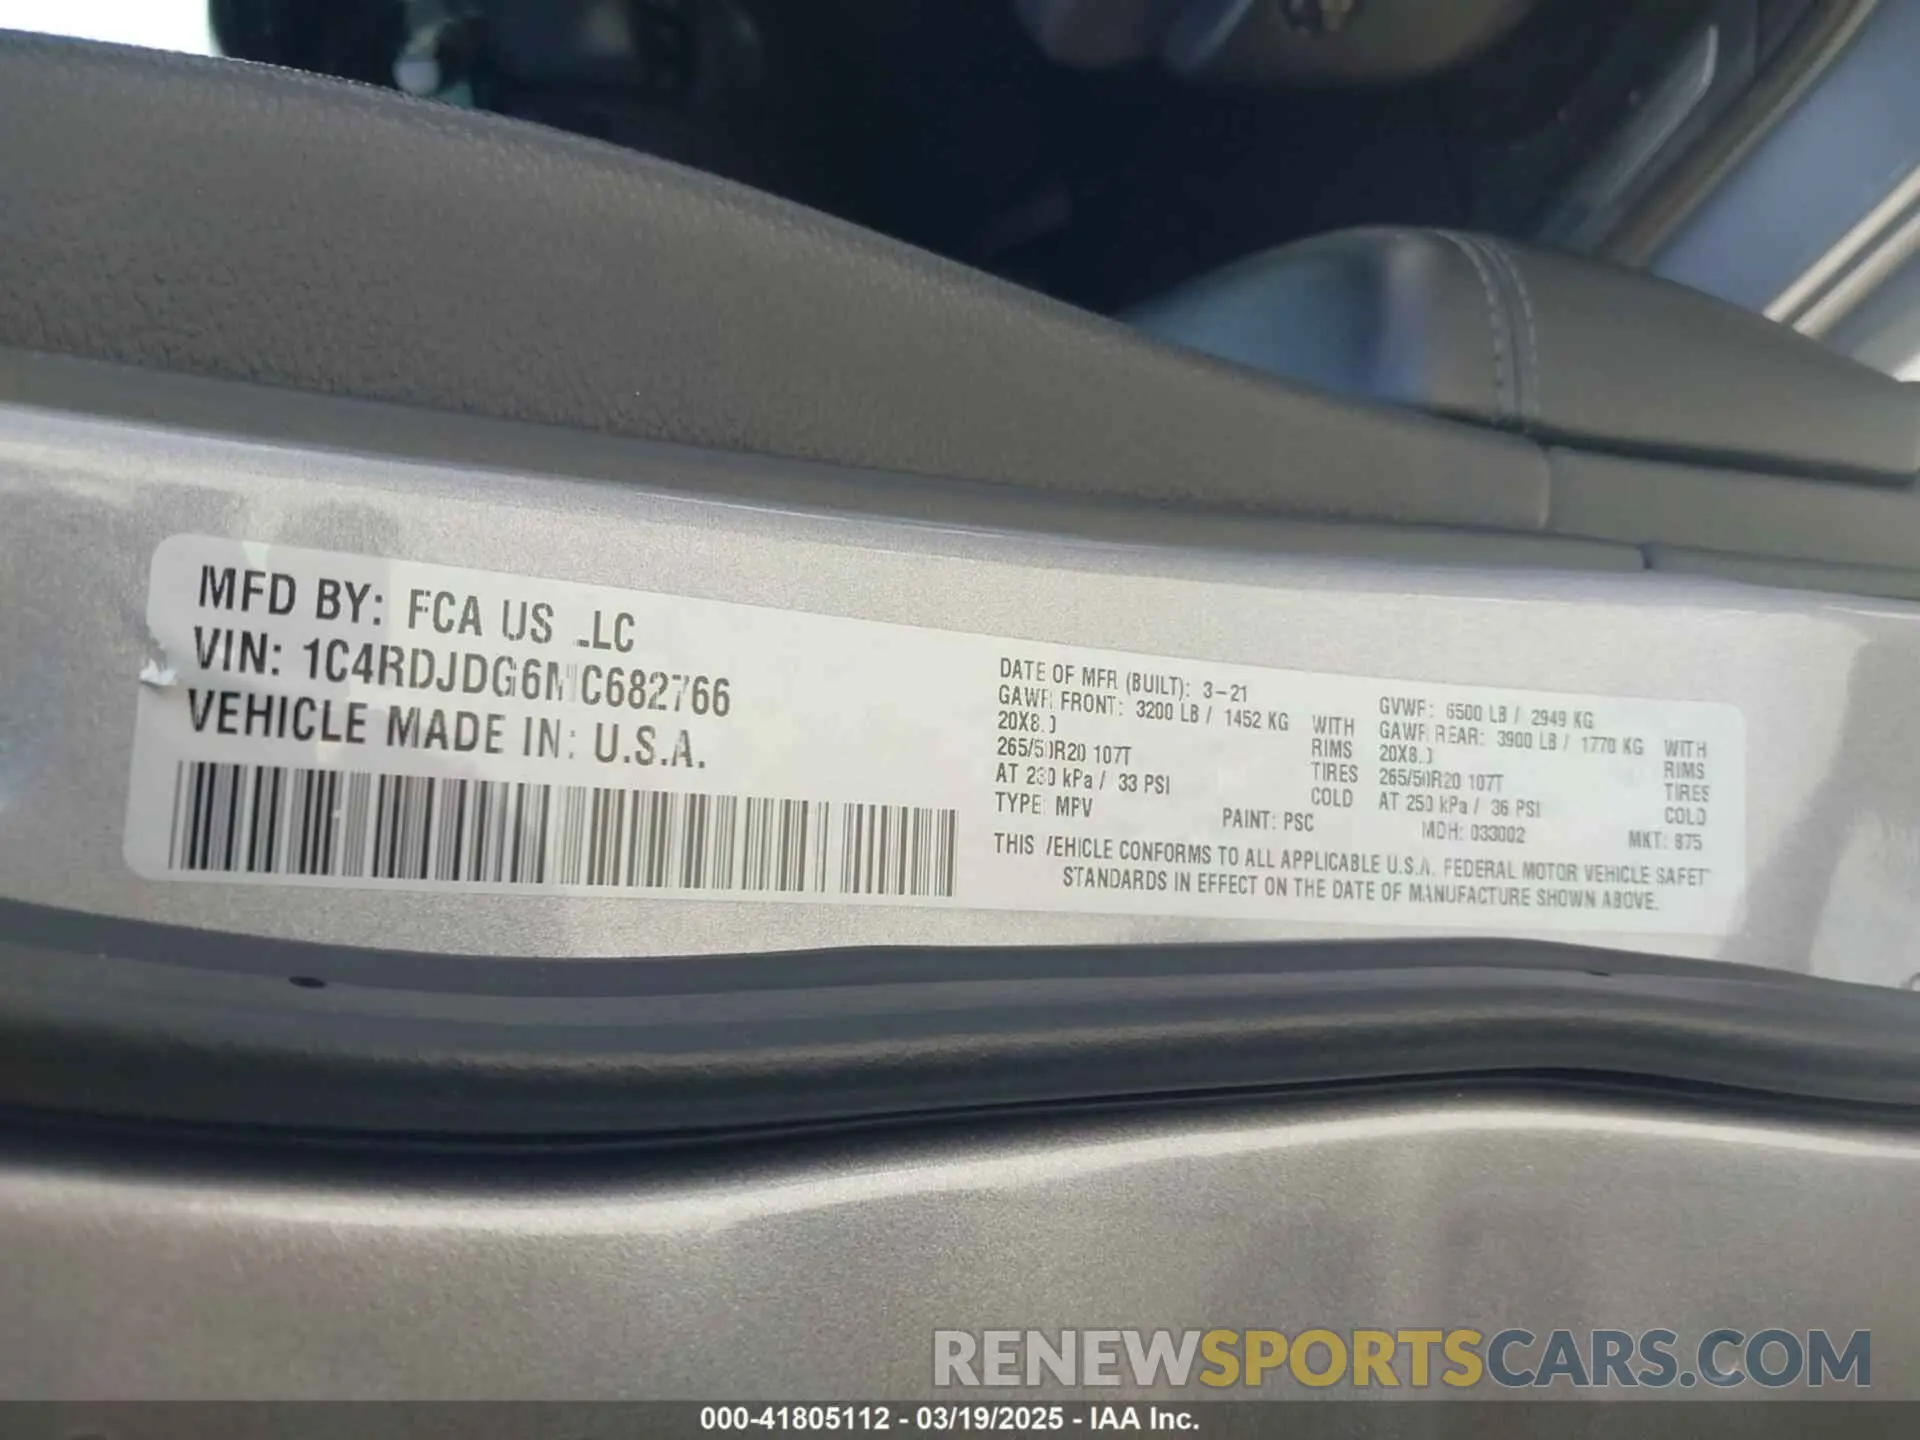 MFD BY: FCA US LLC
VIN: 1C4RDJDG6MC682766
VEHICLE MADE IN: U.S.A.
DATE OF MFR (BUILT): 3-21
GAWR FRONT: 3200 LB / 1452 KG WITH
20X8.0 RIMS
265/50R20 107T TIRES
AT 230 kPa / 33 PSI COLD
TYPE: MPV PAINT: PSC
GVWR: 6500 LB / 2949 KG
GAWR REAR: 3900 LB / 1770 KG WITH
20X8.0 RIMS
265/50R20 107T TIRES
AT 250 kPa / 36 PSI COLD
MDH: 033002 MKT: 875
THIS VEHICLE CONFORMS TO ALL APPLICABLE U.S.A. FEDERAL MOTOR VEHICLE SAFETY
STANDARDS IN EFFECT ON THE DATE OF MANUFACTURE SHOWN ABOVE.
RENEWSPORTSCARS.COM
000-41805112 - 03/19/2025 - IAA Inc.